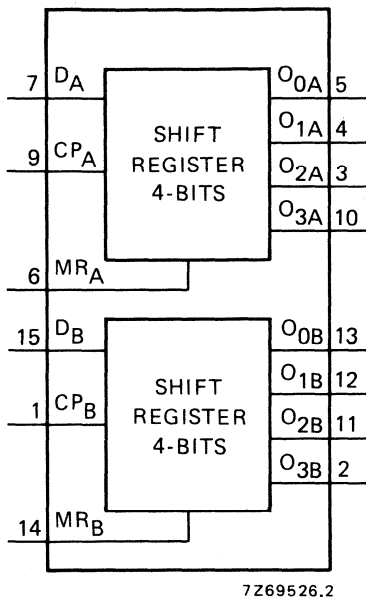 7 D_A O_0A 5
O_1A 4
SHIFT
REGISTER
4-BITS
9 CP_A O_2A 3
O_3A 10
6 MR_A
15 D_B O_0B 13
O_1B 12
SHIFT
REGISTER
4-BITS
1 CP_B O_2B 11
O_3B 2
14 MR_B
7Z69526.2